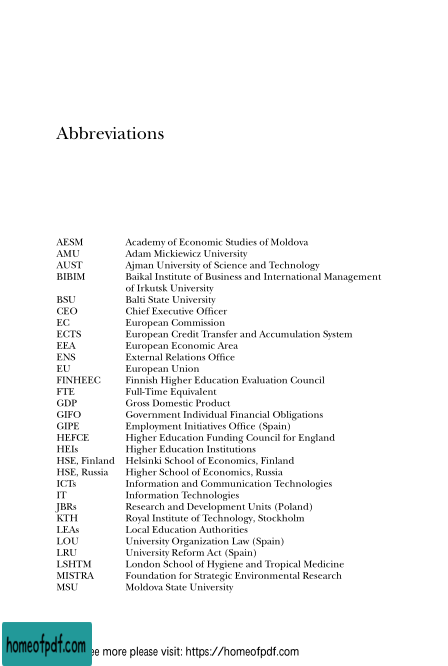 Abbreviations
AESM Academy of Economic Studies of Moldova
AMU Adam Mickiewicz University
AUST Ajman University of Science and Technology
BIBIM Baikal Institute of Business and International Management
of Irkutsk University
BSU Balti State University
CEO Chief Executive Officer
EC European Commission
ECTS European Credit Transfer and Accumulation System
EEA European Economic Area
ENS External Relations Office
EU European Union
FINHEEC Finnish Higher Education Evaluation Council
FTE Full-Time Equivalent
GDP Gross Domestic Product
GIFO Government Individual Financial Obligations
GIPE Employment Initiatives Office (Spain)
HEFCE Higher Education Funding Council for England
HEIs Higher Education Institutions
HSE, Finland Helsinki School of Economics, Finland
HSE, Russia Higher School of Economics, Russia
ICTs Information and Communication Technologies
IT Information Technologies
JBRs Research and Development Units (Poland)
KTH Royal Institute of Technology, Stockholm
LEAs Local Education Authorities
LOU University Organization Law (Spain)
LRU University Reform Act (Spain)
LSHTM London School of Hygiene and Tropical Medicine
MISTRA Foundation for Strategic Environmental Research
MSU Moldova State University
homeofpdf.com
ee more please visit: https://homeofpdf.com